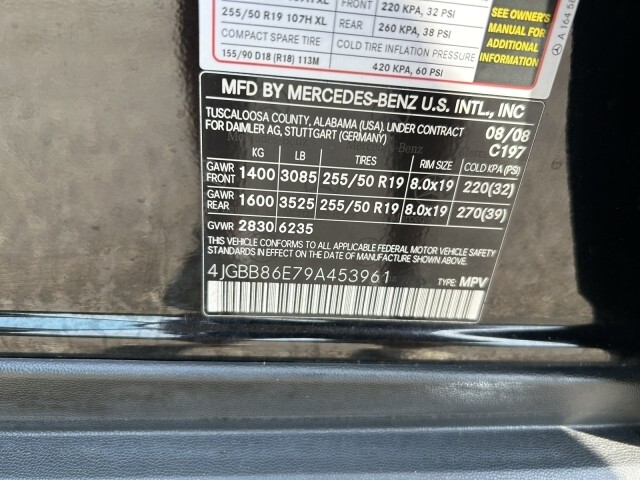 220 KPA, 32 PSI
255/50 R19 107H XL REAR 260 KPA, 38 PSI
COMPACT SPARE TIRE COLD TIRE INFLATION PRESSURE
155/90 D18 (R18) 113M 420 KPA, 60 PSI
SEE OWNER'S
MANUAL FOR
ADDITIONAL
INFORMATION
A 164 58
MFD BY MERCEDES-BENZ U.S. INTL., INC
TUSCALOOSA COUNTY, ALABAMA (USA). UNDER CONTRACT 08/08
FOR DAIMLER AG, STUTTGART (GERMANY) C197
KG LB TIRES RIM SIZE COLD KPA (PSI)
GAWR FRONT 1400 3085 255/50 R19 8.0x19 220(32)
GAWR REAR 1600 3525 255/50 R19 8.0x19 270(39)
GVWR 2830 6235
THIS VEHICLE CONFORMS TO ALL APPLICABLE FEDERAL MOTOR VEHICLE SAFETY
STANDARDS IN EFFECT ON THE DATE OF MANUFACTURE SHOWN ABOVE.
4JGBB86E79A453961 TYPE: MPV